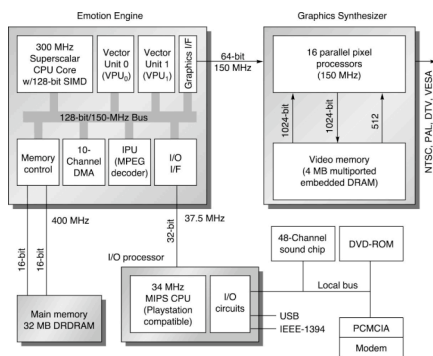 Emotion Engine
Graphics Synthesizer
300 MHz
Superscalar
CPU Core
w/128-bit SIMD
Vector
Unit 0
(VPU0)
Vector
Unit 1
(VPU1)
Graphics I/F
64-bit
150 MHz
16 parallel pixel
processors
(150 MHz)
128-bit/150-MHz Bus
1024-bit
1024-bit
512
NTSC, PAL, DTV, VESA
Memory
control
10-
Channel
DMA
IPU
(MPEG
decoder)
I/O
I/F
Video memory
(4 MB multiported
embedded DRAM)
16-bit
16-bit
400 MHz
32-bit
37.5 MHz
I/O processor
48-Channel
sound chip
DVD-ROM
34 MHz
MIPS CPU
(Playstation
compatible)
I/O
circuits
Local bus
USB
IEEE-1394
Main memory
32 MB DRDRAM
PCMCIA
Modem